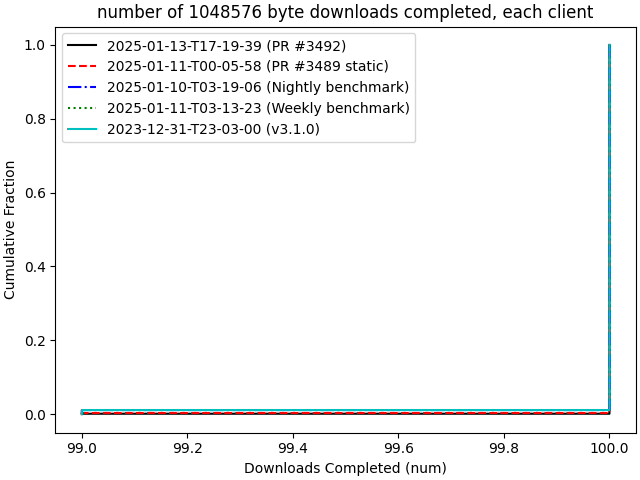 number of 1048576 byte downloads completed, each client
2025-01-13-T17-19-39 (PR #3492)
2025-01-11-T00-05-58 (PR #3489 static)
2025-01-10-T03-19-06 (Nightly benchmark)
2025-01-11-T03-13-23 (Weekly benchmark)
2023-12-31-T23-03-00 (v3.1.0)
Cumulative Fraction
1.0
0.8
0.6
0.4
0.2
0.0
99.0 99.2 99.4 99.6 99.8 100.0
Downloads Completed (num)